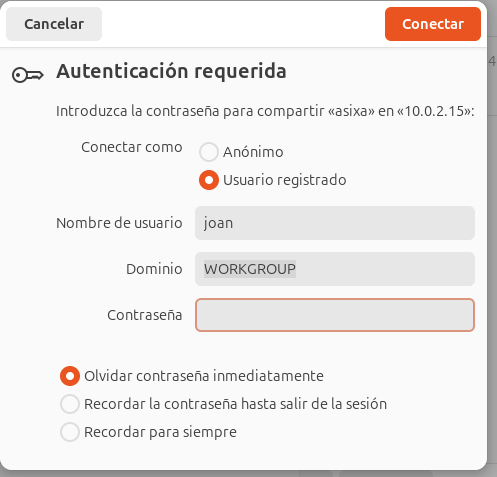 Cancelar
Conectar
Autenticación requerida
Introduzca la contraseña para compartir «asixa» en «10.0.2.15»:
Conectar como
Anónimo
Usuario registrado
Nombre de usuario
joan
Dominio
WORKGROUP
Contraseña
Olvidar contraseña inmediatamente
Recordar la contraseña hasta salir de la sesión
Recordar para siempre